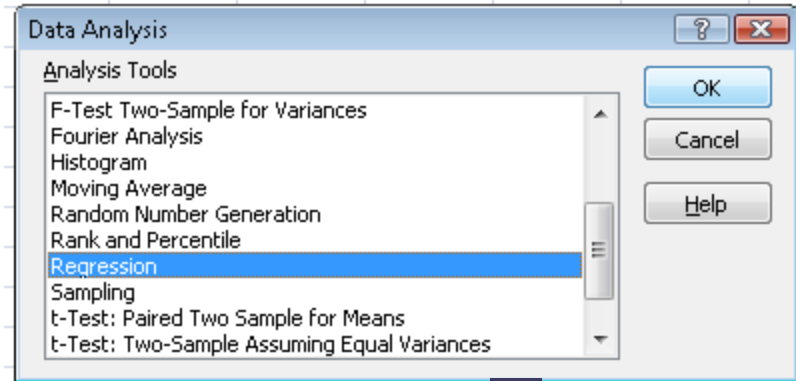 Data Analysis
Analysis Tools
F-Test Two-Sample for Variances
Fourier Analysis
Histogram
Moving Average
Random Number Generation
Rank and Percentile
Regression
Sampling
t-Test: Paired Two Sample for Means
t-Test: Two-Sample Assuming Equal Variances
OK
Cancel
Help